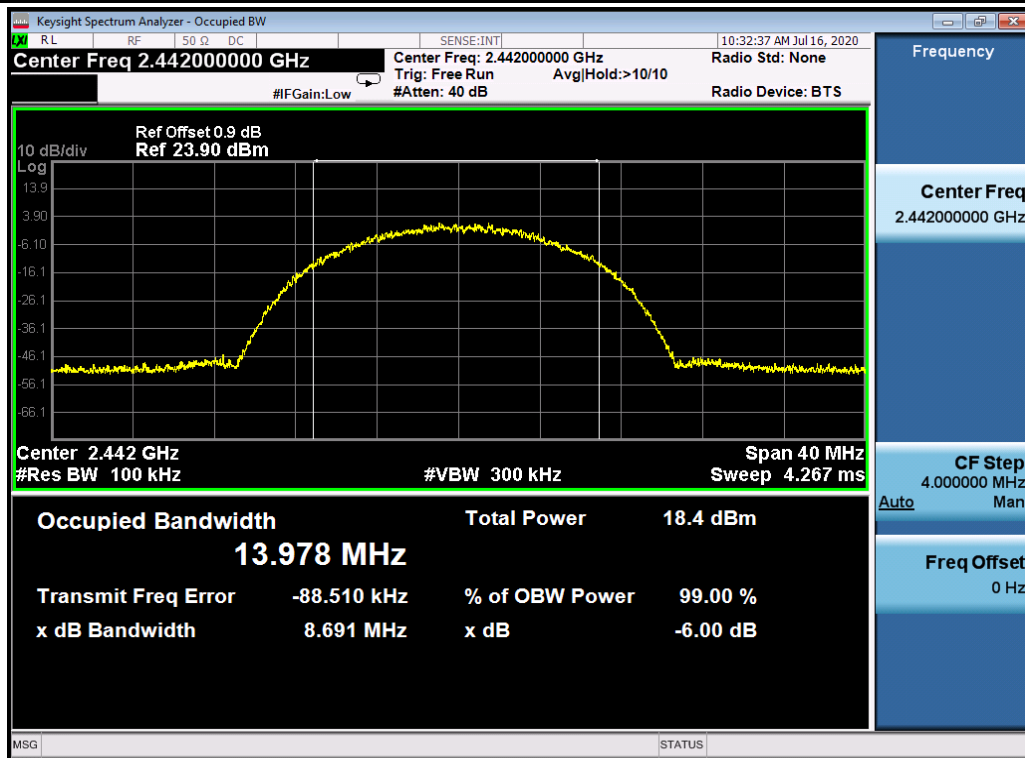 Keysight Spectrum Analyzer - Occupied BW
LXI RL RF 50 Ω DC SENSE:INT 10:32:37 AM Jul 16, 2020
Center Freq 2.442000000 GHz
Center Freq: 2.442000000 GHz
Radio Std: None
Trig: Free Run Avg|Hold:>10/10
#IFGain:Low
#Atten: 40 dB
Radio Device: BTS
Ref Offset 0.9 dB
10 dB/div Ref 23.90 dBm
Log
13.9
3.90
-6.10
-16.1
-26.1
-36.1
-46.1
-56.1
-66.1
Center 2.442 GHz Span 40 MHz
#Res BW 100 kHz #VBW 300 kHz Sweep 4.267 ms
Occupied Bandwidth Total Power 18.4 dBm
13.978 MHz
Transmit Freq Error -88.510 kHz % of OBW Power 99.00 %
x dB Bandwidth 8.691 MHz x dB -6.00 dB
MSG STATUS
Frequency
Center Freq
2.442000000 GHz
CF Step
4.000000 MHz
Auto Man
Freq Offset
0 Hz